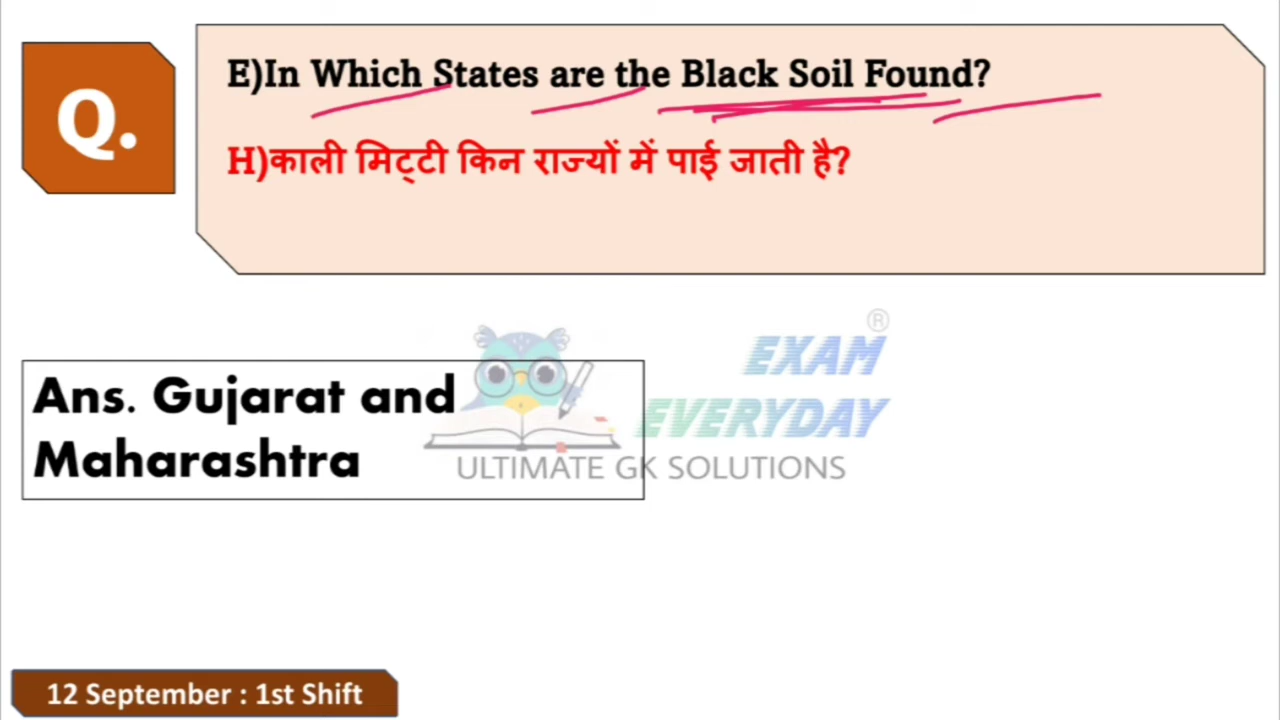 Q.
E)In Which States are the Black Soil Found?
H)काली मिट्टी किन राज्यों में पाई जाती है?
®
EXAM
EVERYDAY
ULTIMATE GK SOLUTIONS
Ans. Gujarat and
Maharashtra
12 September : 1st Shift